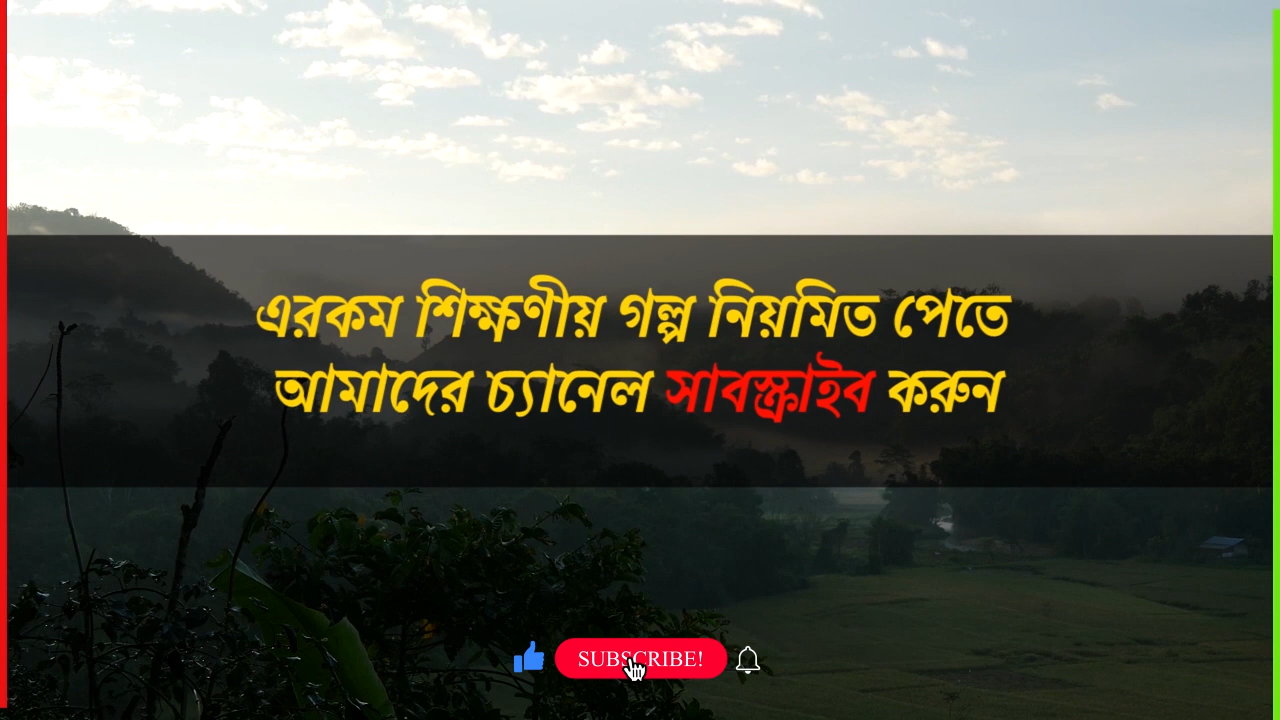 এরকম শিক্ষণীয় গল্প নিয়মিত পেতে
আমাদের চ্যানেল সাবস্ক্রাইব করুন
SUBSCRIBE!